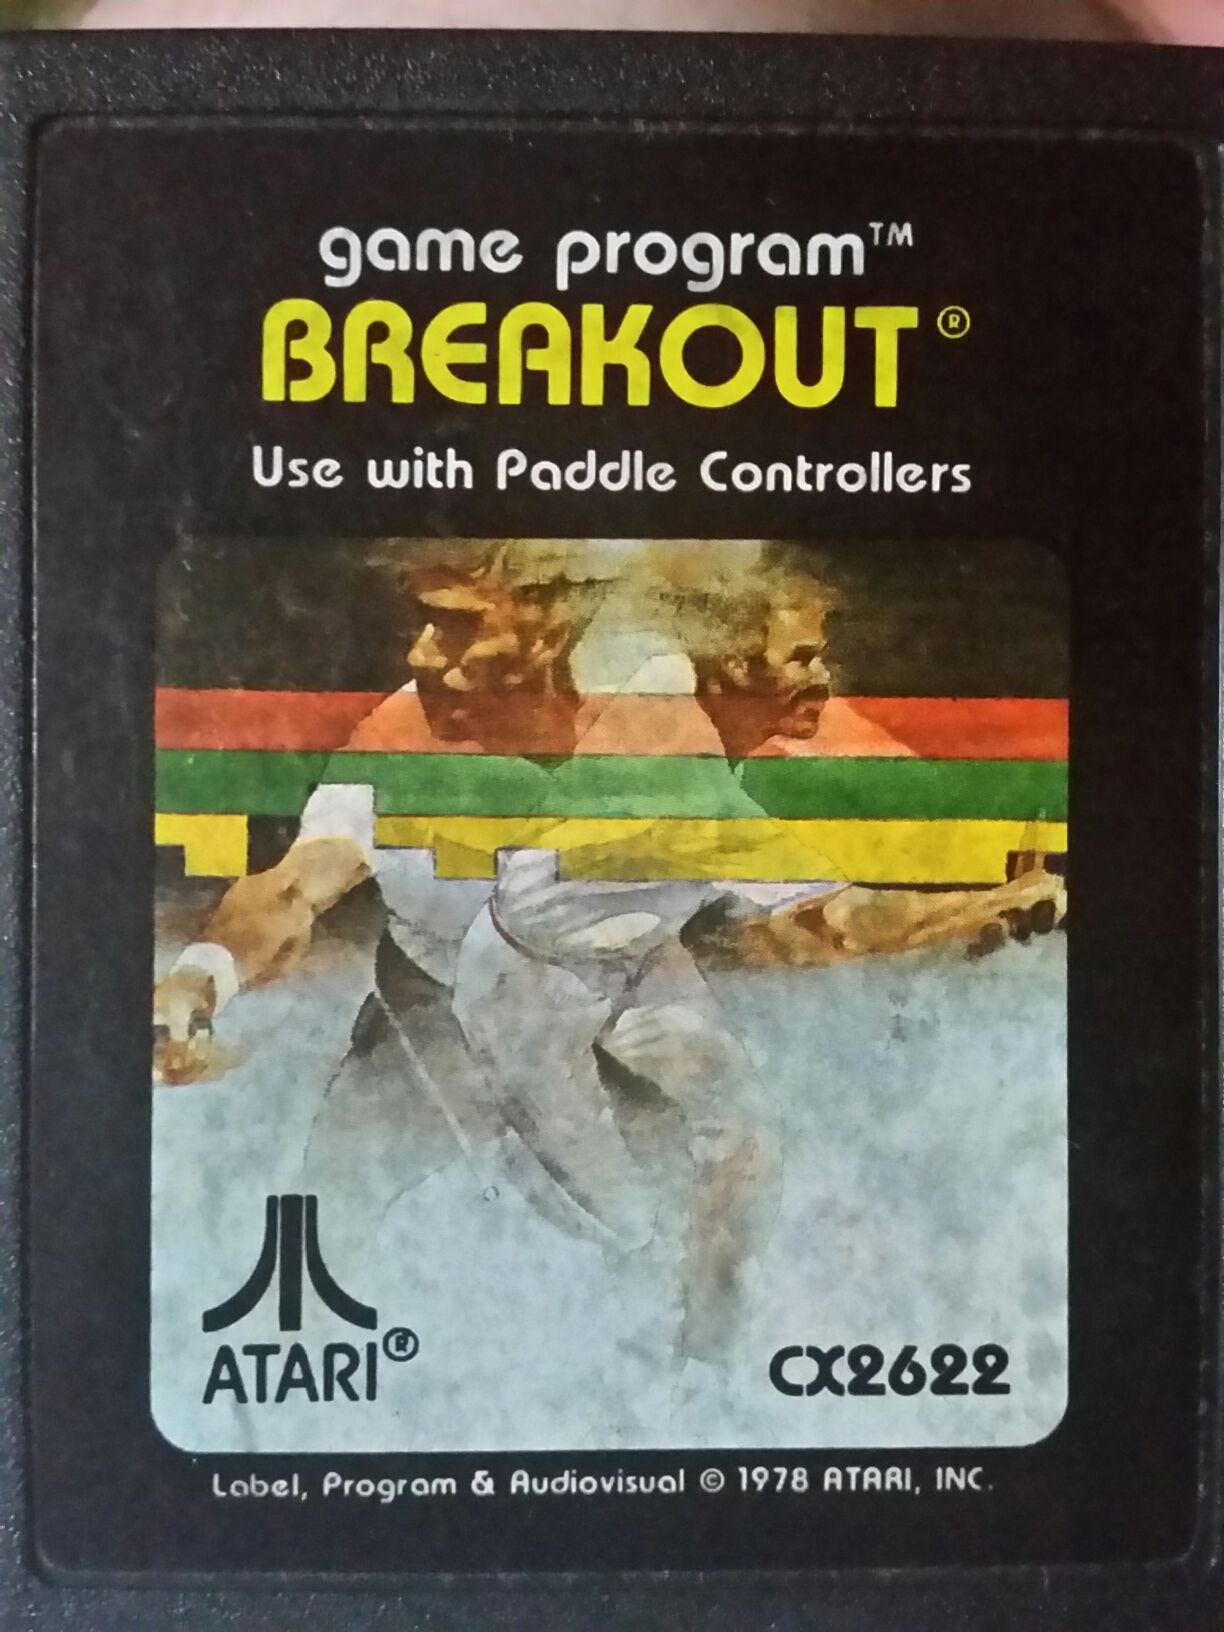 game program™
BREAKOUT®
Use with Paddle Controllers
ATARI®
CX2622
Label, Program & Audiovisual © 1978 ATARI, INC.